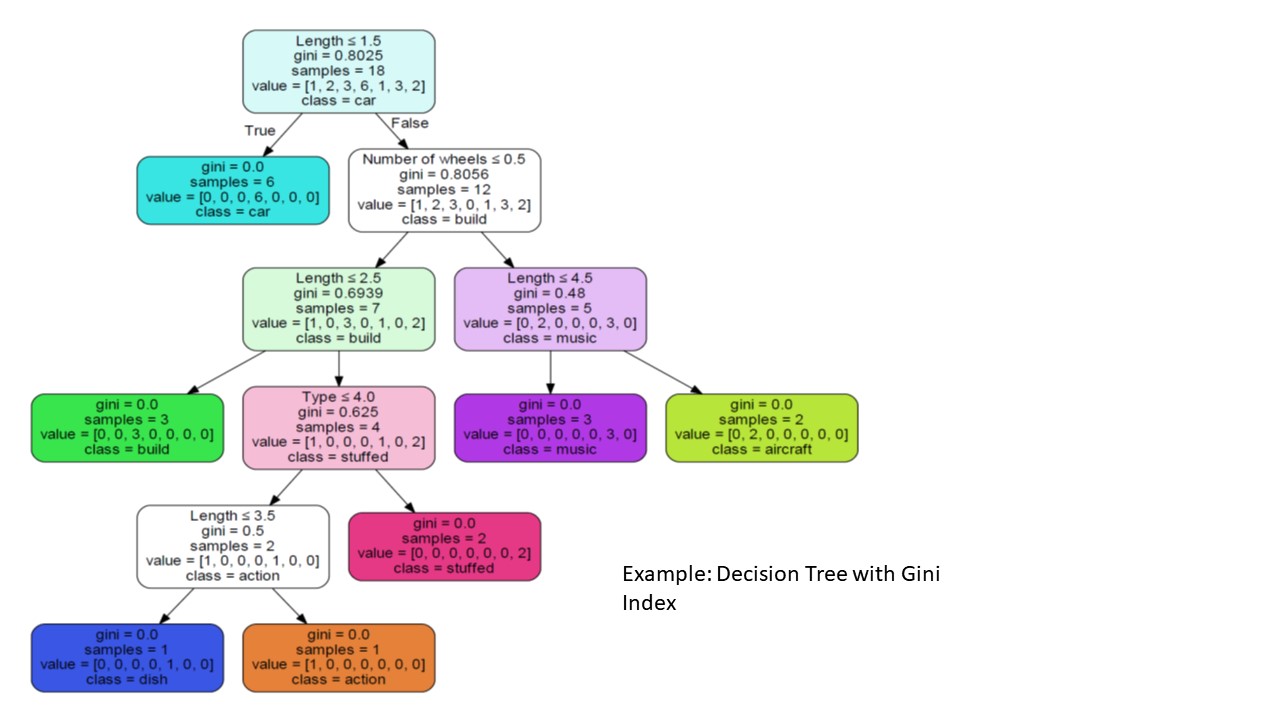 Length ≤ 1.5
gini = 0.8025
samples = 18
value = [1, 2, 3, 6, 1, 3, 2]
class = car
True
False
gini = 0.0
samples = 6
value = [0, 0, 0, 6, 0, 0, 0]
class = car
Number of wheels ≤ 0.5
gini = 0.8056
samples = 12
value = [1, 2, 3, 0, 1, 3, 2]
class = build
Length ≤ 2.5
gini = 0.6939
samples = 7
value = [1, 0, 3, 0, 1, 0, 2]
class = build
Length ≤ 4.5
gini = 0.48
samples = 5
value = [0, 2, 0, 0, 0, 3, 0]
class = music
gini = 0.0
samples = 3
value = [0, 0, 3, 0, 0, 0, 0]
class = build
Type ≤ 4.0
gini = 0.625
samples = 4
value = [1, 0, 0, 0, 1, 0, 2]
class = stuffed
gini = 0.0
samples = 3
value = [0, 0, 0, 0, 0, 3, 0]
class = music
gini = 0.0
samples = 2
value = [0, 2, 0, 0, 0, 0, 0]
class = aircraft
Length ≤ 3.5
gini = 0.5
samples = 2
value = [1, 0, 0, 0, 1, 0, 0]
class = action
gini = 0.0
samples = 2
value = [0, 0, 0, 0, 0, 0, 2]
class = stuffed
Example: Decision Tree with Gini
Index
gini = 0.0
samples = 1
value = [0, 0, 0, 0, 1, 0, 0]
class = dish
gini = 0.0
samples = 1
value = [1, 0, 0, 0, 0, 0, 0]
class = action